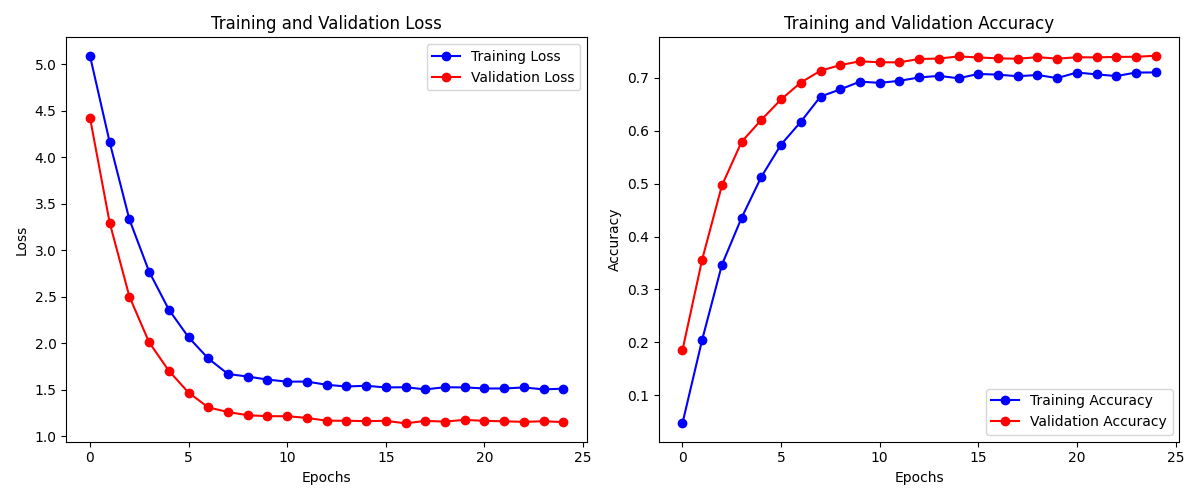 Training and Validation Loss
Training Loss
Validation Loss
5.0
4.5
4.0
3.5
3.0
2.5
2.0
1.5
1.0
Loss
0
5
10
15
20
25
Epochs
Training and Validation Accuracy
0.7
0.6
0.5
0.4
0.3
0.2
0.1
Accuracy
Training Accuracy
Validation Accuracy
0
5
10
15
20
25
Epochs